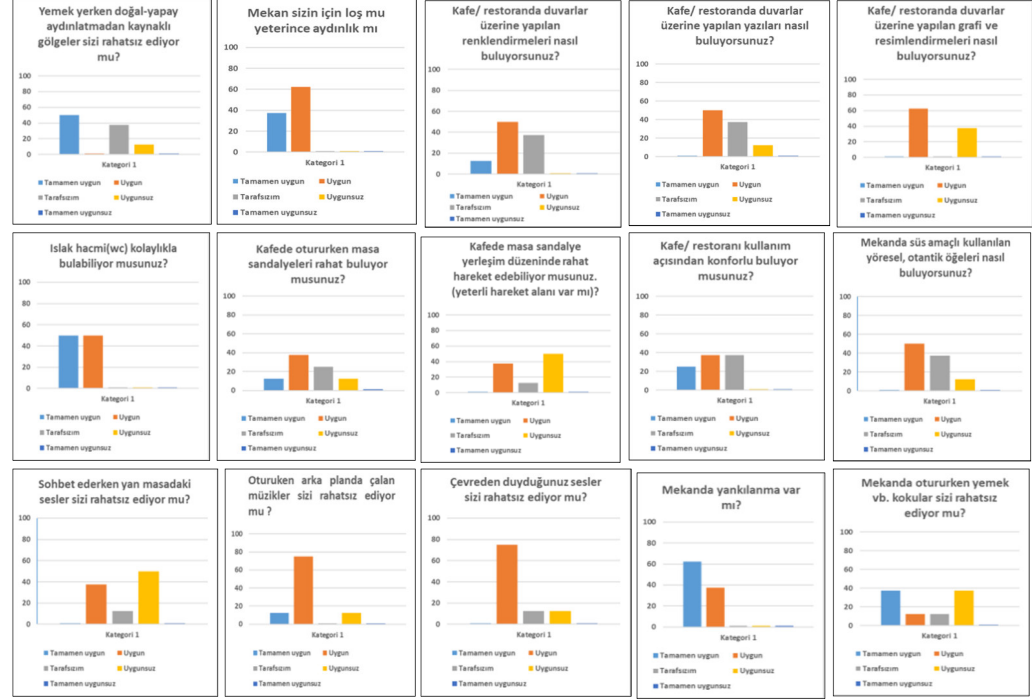 Yemek yerken doğal-yapay
aydınlatmadan kaynaklı
gölgeler sizi rahatsız ediyor
mu?
100
80
60
40
20
0
Kategori 1
Tamamen uygun Uygun
Tarafsızım Uygunsuz
Tamamen uygunsuz
Mekan sizin için loş mu
yeterince aydınlık mı
100
80
60
40
20
0
Kategori 1
Tamamen uygun Uygun
Tarafsızım Uygunsuz
Tamamen uygunsuz
Kafe/ restoranda duvarlar
üzerine yapılan
renklendirmeleri nasıl
buluyorsunuz?
100
80
60
40
20
0
Kategori 1
Tamamen uygun Uygun
Tarafsızım Uygunsuz
Tamamen uygunsuz
Kafe/ restoranda duvarlar
üzerine yapılan yazıları nasıl
buluyorsunuz?
100
80
60
40
20
0
Kategori 1
Tamamen uygun Uygun
Tarafsızım Uygunsuz
Tamamen uygunsuz
Kafe/ restoranda duvarlar
üzerine yapılan grafi ve
resimlendirmeleri nasıl
buluyorsunuz?
100
80
60
40
20
0
Kategori 1
Tamamen uygun Uygun
Tarafsızım Uygunsuz
Tamamen uygunsuz
Islak hacmi(wc) kolaylıkla
bulabiliyor musunuz?
100
80
60
40
20
0
Kategori 1
Tamamen uygun Uygun
Tarafsızım Uygunsuz
Tamamen uygunsuz
Kafede otururken masa
sandalyeleri rahat buluyor
musunuz?
100
80
60
40
20
0
Kategori 1
Tamamen uygun Uygun
Tarafsızım Uygunsuz
Tamamen uygunsuz
Kafede masa sandalye
yerleşim düzeninde rahat
hareket edebiliyor musunuz.
(yeterli hareket alanı var mı)?
100
80
60
40
20
0
Kategori 1
Tamamen uygun Uygun
Tarafsızım Uygunsuz
Tamamen uygunsuz
Kafe/ restoranı kullanım
açısından konforlu buluyor
musunuz?
100
80
60
40
20
0
Kategori 1
Tamamen uygun Uygun
Tarafsızım Uygunsuz
Tamamen uygunsuz
Mekanda süs amaçlı kullanılan
yöresel, otantik öğeleri nasıl
buluyorsunuz?
100
80
60
40
20
0
Kategori 1
Tamamen uygun Uygun
Tarafsızım Uygunsuz
Tamamen uygunsuz
Sohbet ederken yan masadaki
sesler sizi rahatsız ediyor mu?
100
80
60
40
20
0
Kategori 1
Tamamen uygun Uygun
Tarafsızım Uygunsuz
Tamamen uygunsuz
Oturuken arka planda çalan
müzikler sizi rahatsız ediyor
mu ?
100
80
60
40
20
0
Kategori 1
Tamamen uygun Uygun
Tarafsızım Uygunsuz
Tamamen uygunsuz
Çevreden duyduğunuz sesler
sizi rahatsız ediyor mu?
100
80
60
40
20
0
Kategori 1
Tamamen uygun Uygun
Tarafsızım Uygunsuz
Tamamen uygunsuz
Mekanda yankılanma var
mı?
100
80
60
40
20
0
Kategori 1
Tamamen uygun Uygun
Tarafsızım Uygunsuz
Tamamen uygunsuz
Mekanda otururken yemek
vb. kokular sizi rahatsız
ediyor mu?
100
80
60
40
20
0
Kategori 1
Tamamen uygun Uygun
Tarafsızım Uygunsuz
Tamamen uygunsuz